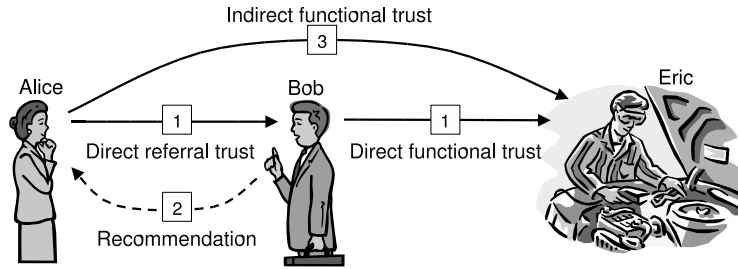 Indirect functional trust
3
Alice
Bob
Eric
1
1
Direct referral trust
Direct functional trust
2
Recommendation